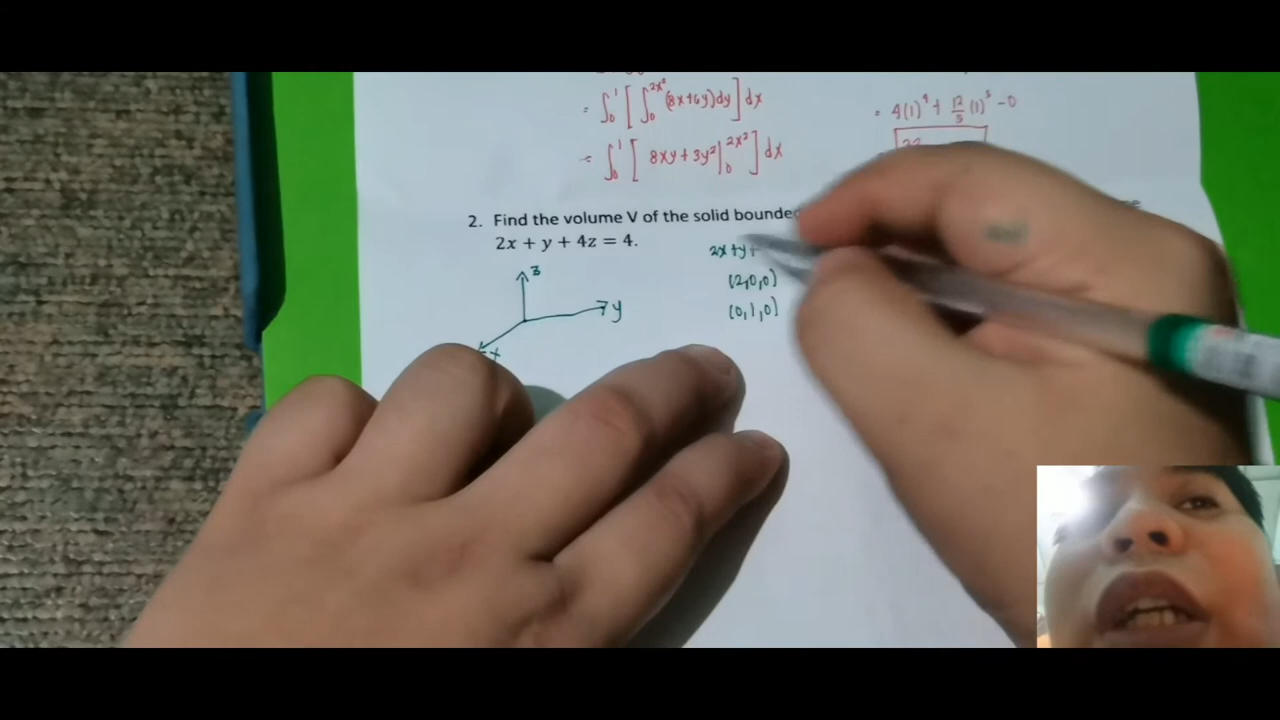 = ∫₀¹ [ ∫₀^{2x²} (8x+6y)dy ] dx
= ∫₀¹ [ 8xy + 3y² |₀^{2x²} ] dx
= 4(1)⁴ + 12/5 (1)⁵ - 0
2. Find the volume V of the solid bounded
2x + y + 4z = 4.
z
y
x
2x + y +
(2,0,0)
(0,1,0)